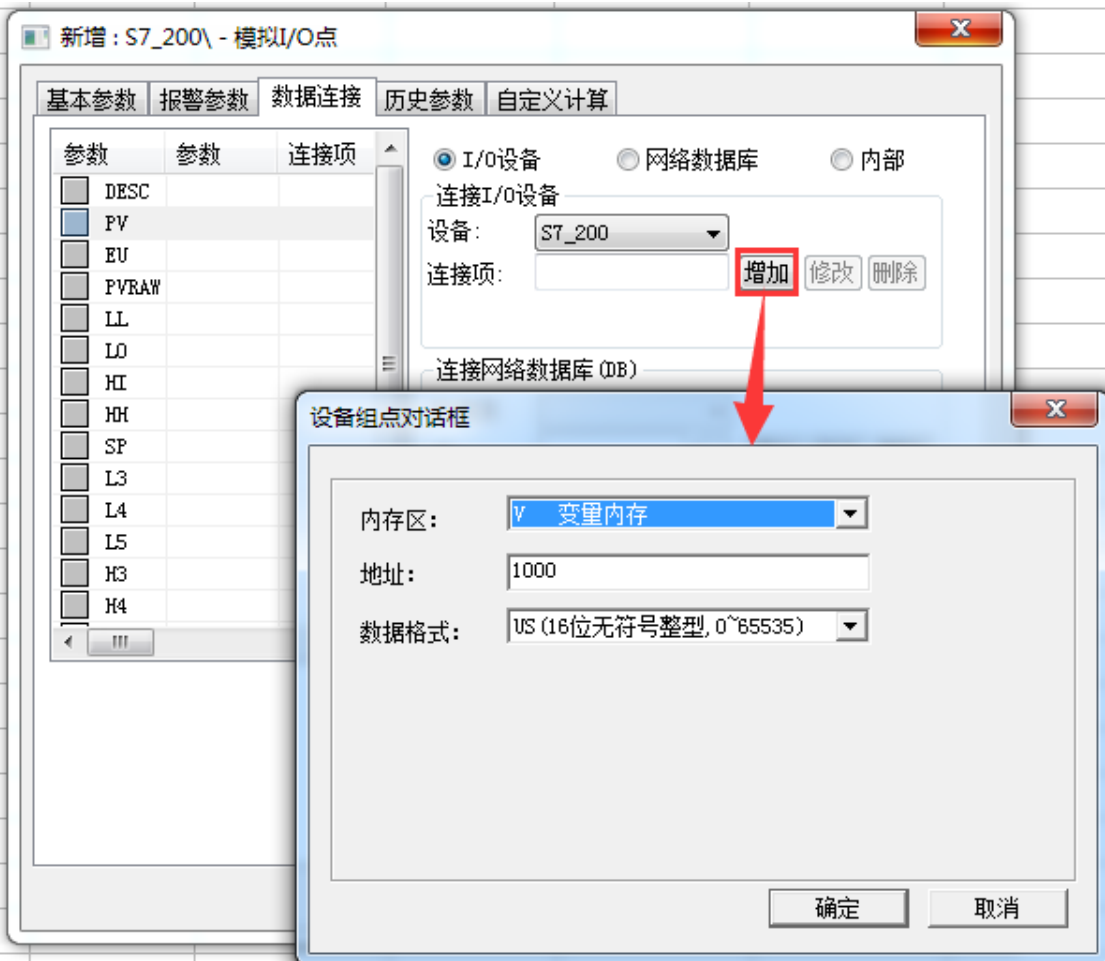 新增 : S7_200\ - 模拟I/O点
基本参数 报警参数 数据连接 历史参数 自定义计算
参数 参数 连接项
DESC
PV
EU
PVRAW
LL
LO
HI
HH
SP
L3
L4
L5
H3
H4
I/O设备 网络数据库 内部
连接I/O设备
设备: S7_200
连接项: 增加 修改 删除
连接网络数据库(DB)
设备组点对话框
内存区: V 变量内存
地址: 1000
数据格式: US(16位无符号整型,0~65535)
确定 取消